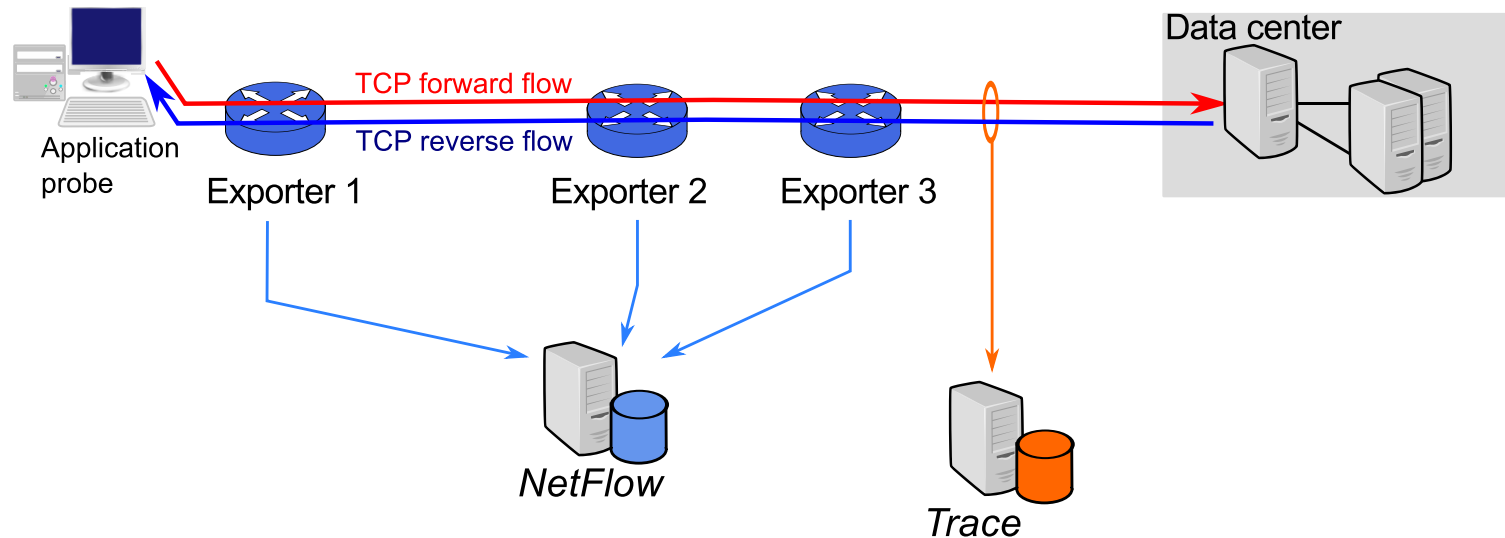 Data center
TCP forward flow
TCP reverse flow
Application
probe
Exporter 1
Exporter 2
Exporter 3
NetFlow
Trace